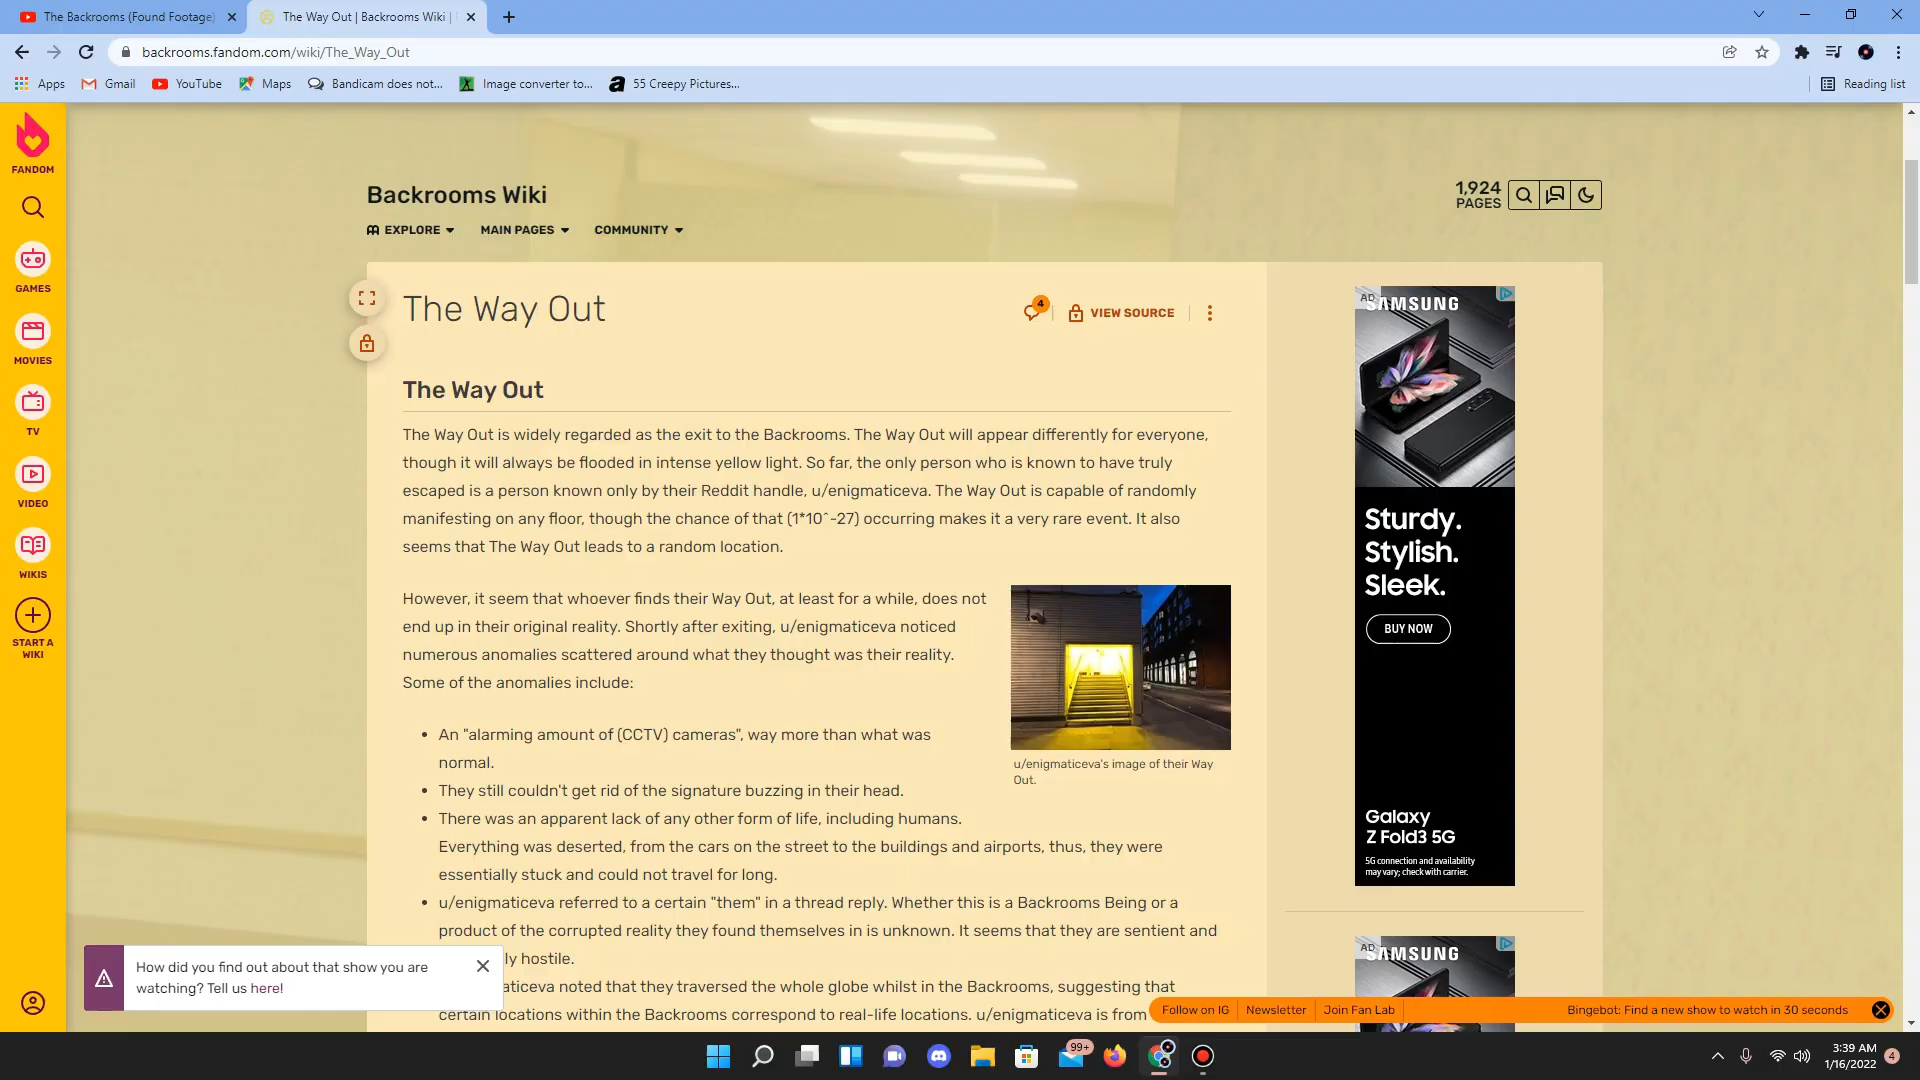 The Backrooms (Found Footage)
The Way Out | Backrooms Wiki |
backrooms.fandom.com/wiki/The_Way_Out
Apps
Gmail
YouTube
Maps
Bandicam does not...
Image converter to...
55 Creepy Pictures...
Reading list
FANDOM
GAMES
MOVIES
TV
VIDEO
WIKIS
START A
WIKI
Backrooms Wiki
1,924
PAGES
EXPLORE
MAIN PAGES
COMMUNITY
The Way Out
4
VIEW SOURCE
The Way Out
The Way Out is widely regarded as the exit to the Backrooms. The Way Out will appear differently for everyone,
though it will always be flooded in intense yellow light. So far, the only person who is known to have truly
escaped is a person known only by their Reddit handle, u/enigmaticeva. The Way Out is capable of randomly
manifesting on any floor, though the chance of that (1*10^-27) occurring makes it a very rare event. It also
seems that The Way Out leads to a random location.
However, it seem that whoever finds their Way Out, at least for a while, does not
end up in their original reality. Shortly after exiting, u/enigmaticeva noticed
numerous anomalies scattered around what they thought was their reality.
Some of the anomalies include:
u/enigmaticeva's image of their Way
Out.
• An "alarming amount of (CCTV) cameras", way more than what was
normal.
• They still couldn't get rid of the signature buzzing in their head.
• There was an apparent lack of any other form of life, including humans.
Everything was deserted, from the cars on the street to the buildings and airports, thus, they were
essentially stuck and could not travel for long.
• u/enigmaticeva referred to a certain "them" in a thread reply. Whether this is a Backrooms Being or a
product of the corrupted reality they found themselves in is unknown. It seems that they are sentient and
ly hostile.
aticeva noted that they traversed the whole globe whilst in the Backrooms, suggesting that
certain locations within the Backrooms correspond to real-life locations. u/enigmaticeva is from
AD
SAMSUNG
Sturdy.
Stylish.
Sleek.
BUY NOW
Galaxy
Z Fold3 5G
5G connection and availability
may vary; check with carrier.
AD
SAMSUNG
How did you find out about that show you are
watching? Tell us here!
Follow on IG
Newsletter
Join Fan Lab
Bingebot: Find a new show to watch in 30 seconds
99+
3:39 AM
1/16/2022
4